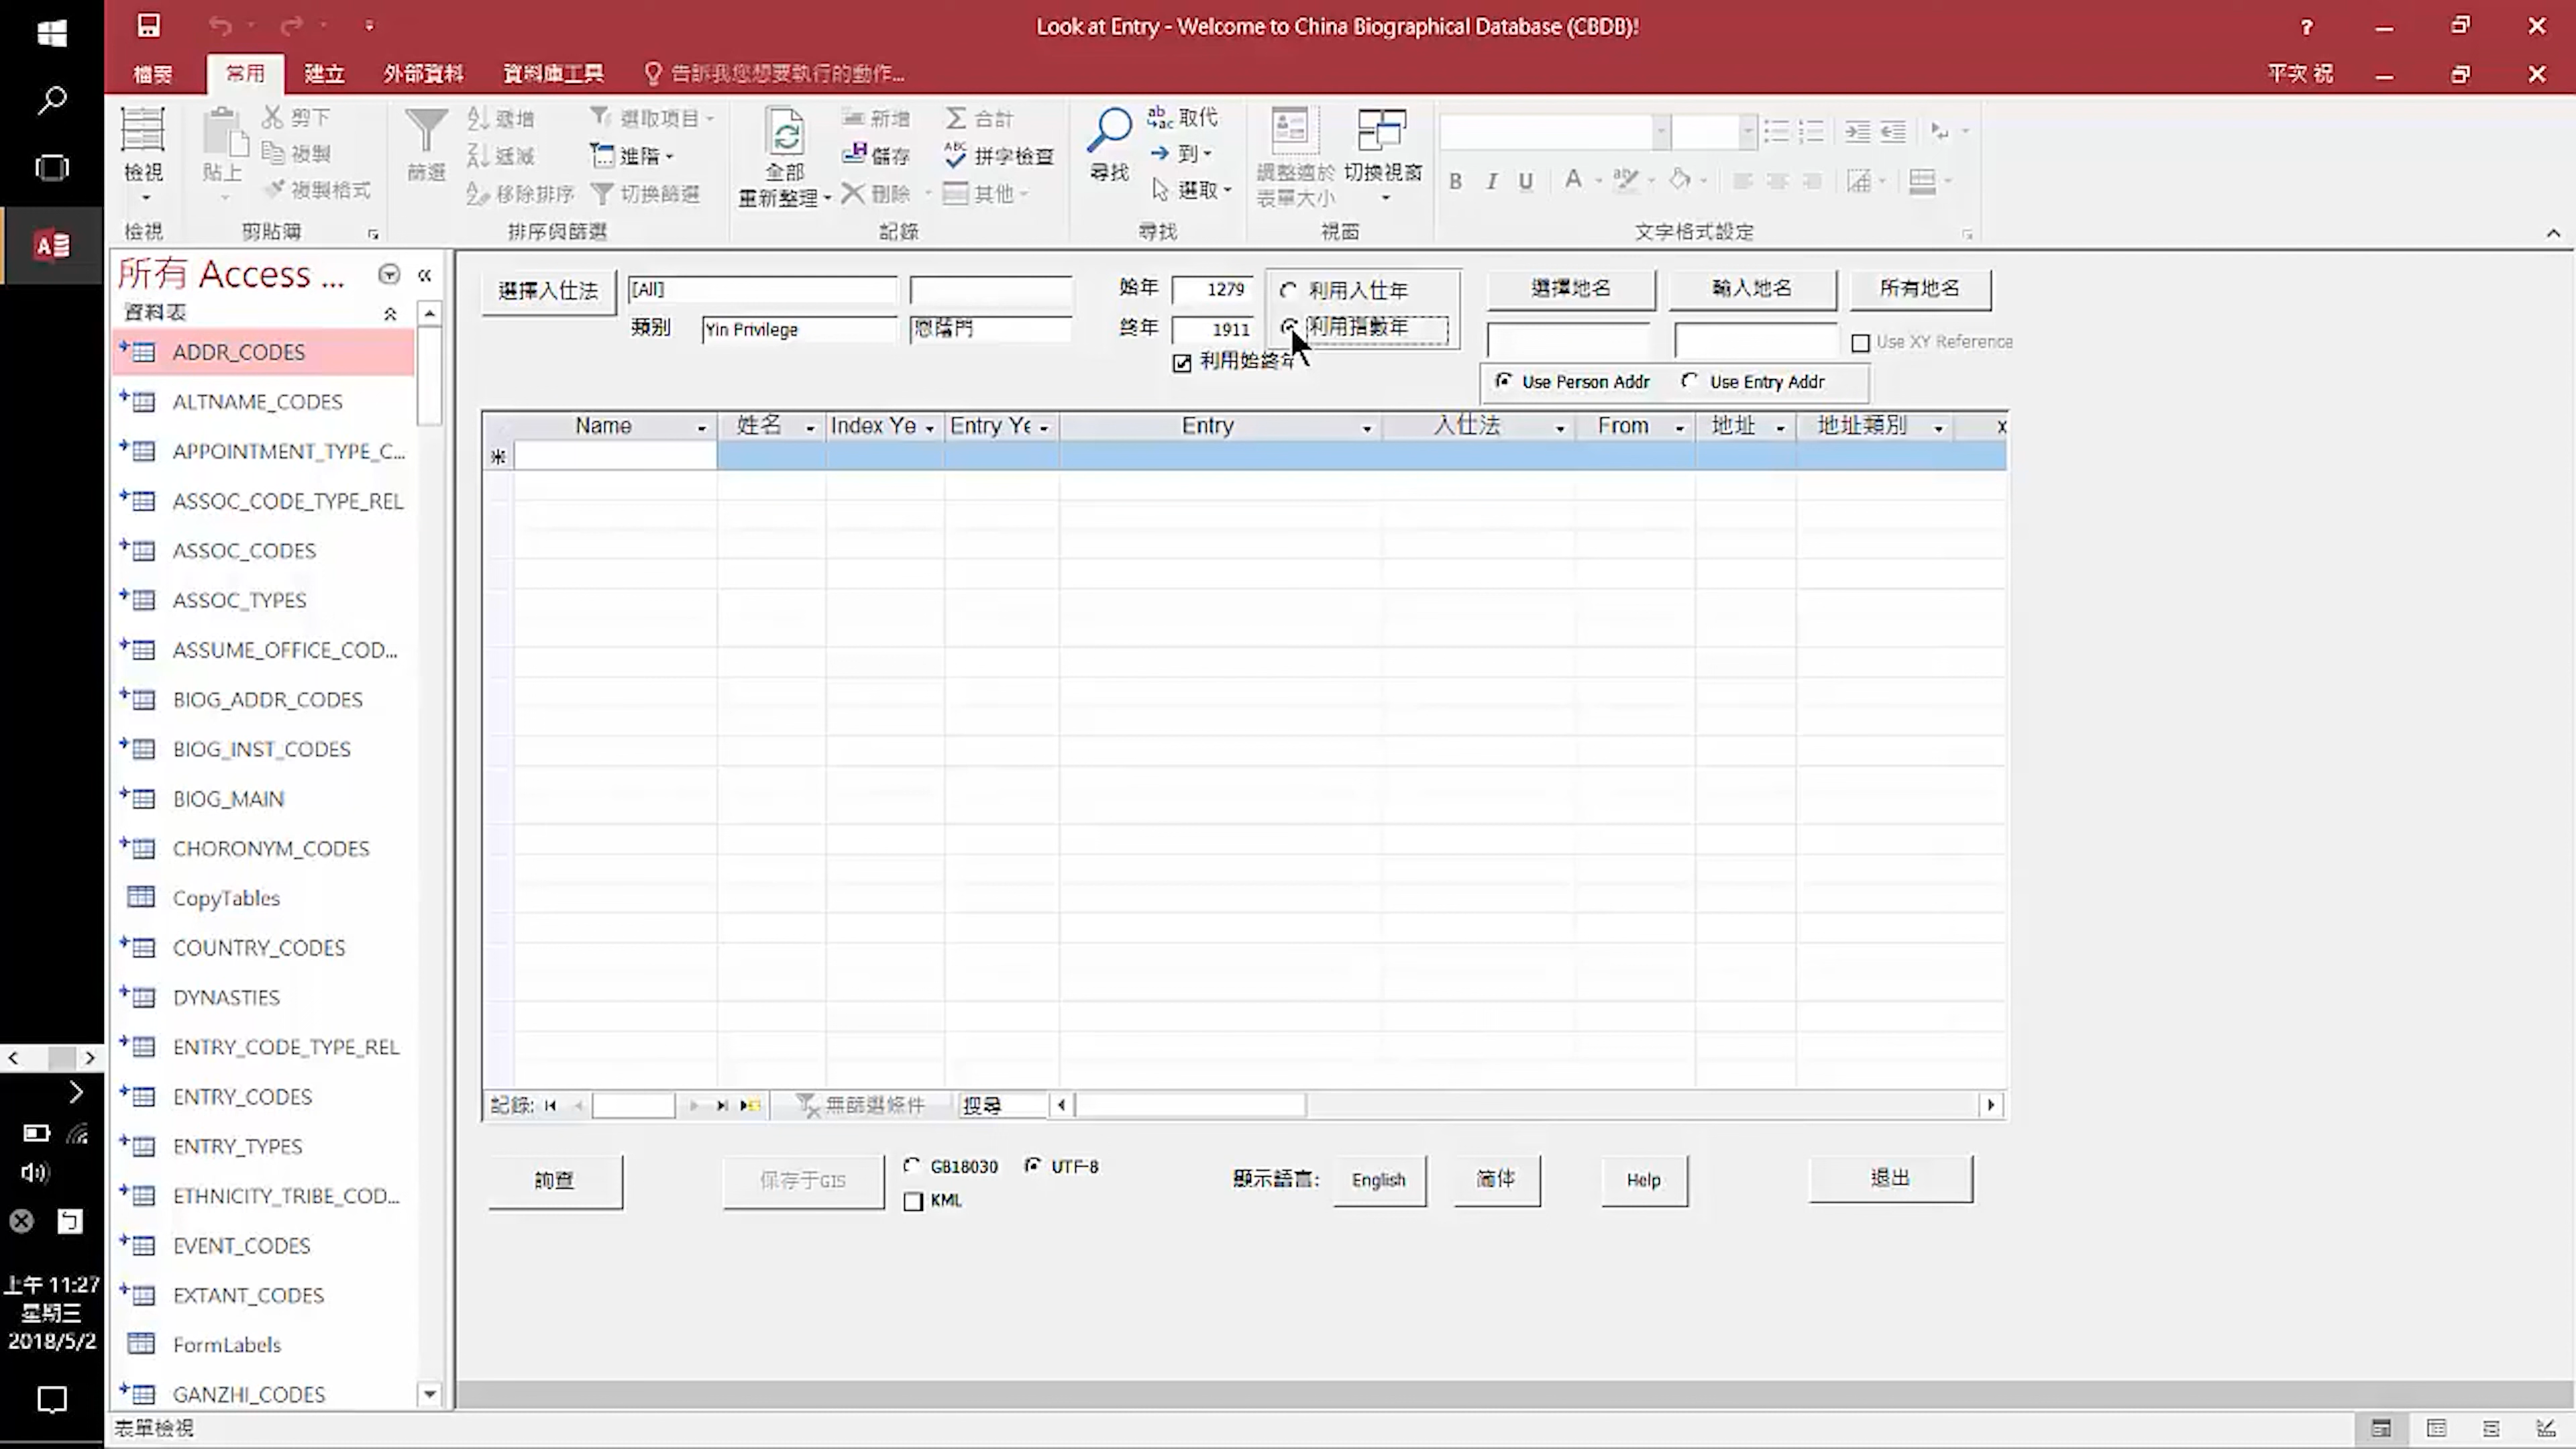 Look at Entry - Welcome to China Biographical Database (CBDB)!
?
檔案
常用
建立
外部資料
資料庫工具
告訴我您想要執行的動作...
平次 祝
檢視
貼上
剪下
複製
複製格式
篩選
遞增
遞減
移除排序
選取項目
進階
切換篩選
全部
重新整理
新增
儲存
刪除
合計
拼字檢查
其他
尋找
取代
到
選取
調整適於
表單大小
切換視窗
B I U A
檢視
剪貼簿
排序與篩選
記錄
尋找
視窗
文字格式設定
所有 Access ...
資料表
ADDR_CODES
ALTNAME_CODES
APPOINTMENT_TYPE_C...
ASSOC_CODE_TYPE_REL
ASSOC_CODES
ASSOC_TYPES
ASSUME_OFFICE_COD...
BIOG_ADDR_CODES
BIOG_INST_CODES
BIOG_MAIN
CHORONYM_CODES
CopyTables
COUNTRY_CODES
DYNASTIES
ENTRY_CODE_TYPE_REL
ENTRY_CODES
ENTRY_TYPES
ETHNICITY_TRIBE_COD...
EVENT_CODES
EXTANT_CODES
FormLabels
GANZHI_CODES
選擇入仕法
[All]
類別
Yin Privilege
恩蔭門
始年
1279
終年
1911
利用始終年
利用入仕年
利用指數年
選擇地名
輸入地名
所有地名
Use XY Reference
Use Person Addr
Use Entry Addr
Name 姓名 Index Ye Entry Ye Entry 入仕法 From 地址 地址類別 x
記錄:
無篩選條件
搜尋
詢查
保存于GIS
GB18030
UTF-8
KML
顯示語言:
English
简体
Help
退出
上午 11:27
星期三
2018/5/2
表單檢視